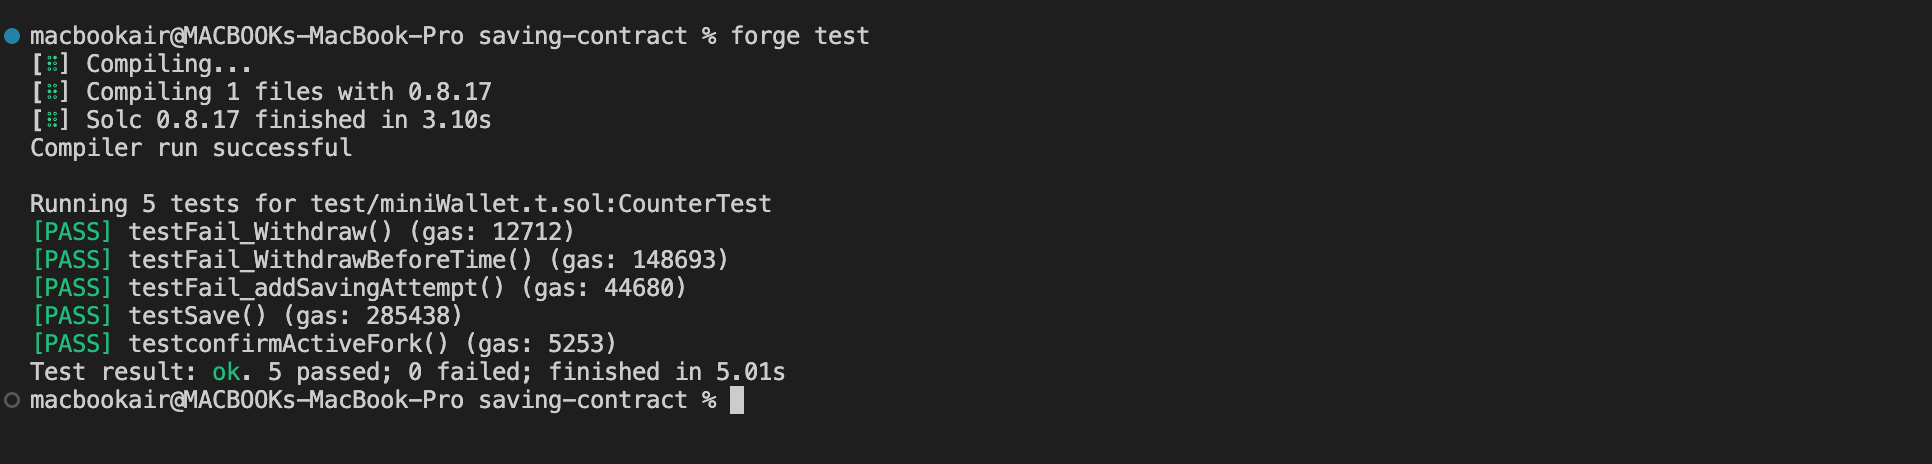 macbookair@MACBOOKs-MacBook-Pro saving-contract % forge test
[⠿] Compiling...
[⠿] Compiling 1 files with 0.8.17
[⠿] Solc 0.8.17 finished in 3.10s
Compiler run successful
Running 5 tests for test/miniWallet.t.sol:CounterTest
[PASS] testFail_Withdraw() (gas: 12712)
[PASS] testFail_WithdrawBeforeTime() (gas: 148693)
[PASS] testFail_addSavingAttempt() (gas: 44680)
[PASS] testSave() (gas: 285438)
[PASS] testconfirmActiveFork() (gas: 5253)
Test result: ok. 5 passed; 0 failed; finished in 5.01s
macbookair@MACBOOKs-MacBook-Pro saving-contract %